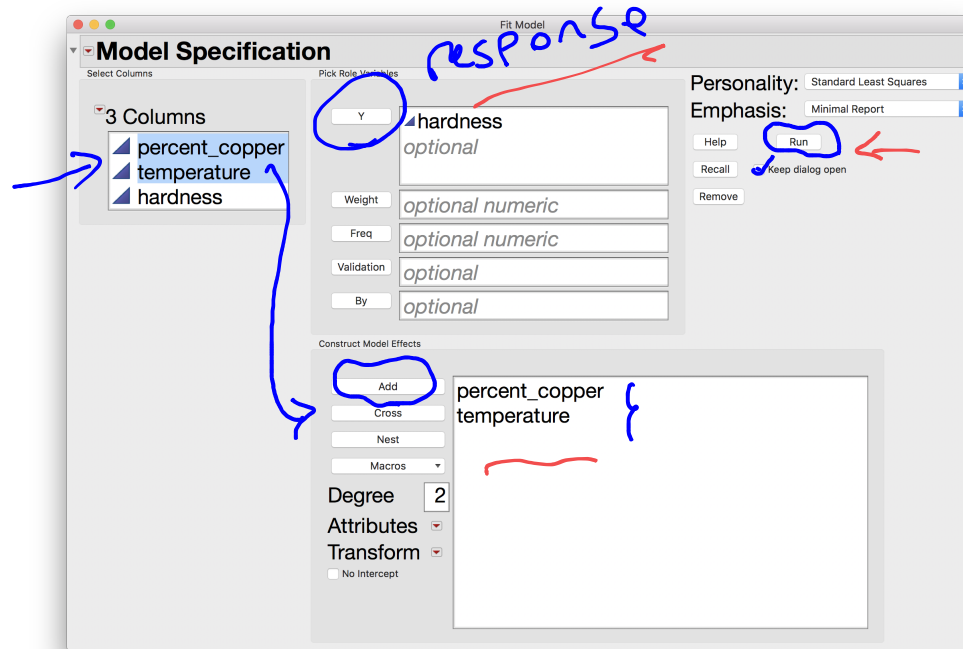 Fit Model
Model Specification
response
Select Columns
3 Columns
percent_copper
temperature
hardness
Pick Role Variables
Y
hardness
optional
Weight
optional numeric
Freq
optional numeric
Validation
optional
By
optional
Personality:
Standard Least Squares
Emphasis:
Minimal Report
Help
Run
Recall
Keep dialog open
Remove
Construct Model Effects
Add
Cross
Nest
Macros
Degree
2
Attributes
Transform
No Intercept
percent_copper
temperature